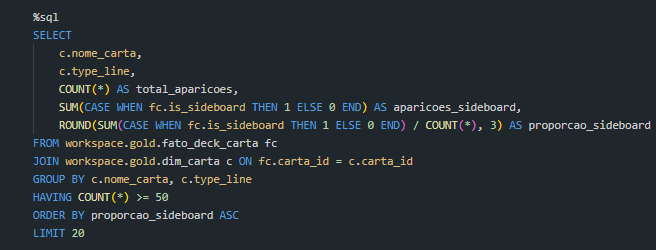 %sql
SELECT
    c.nome_carta,
    c.type_line,
    COUNT(*) AS total_aparicoes,
    SUM(CASE WHEN fc.is_sideboard THEN 1 ELSE 0 END) AS aparicoes_sideboard,
    ROUND(SUM(CASE WHEN fc.is_sideboard THEN 1 ELSE 0 END) / COUNT(*), 3) AS proporcao_sideboard
FROM workspace.gold.fato_deck_carta fc
JOIN workspace.gold.dim_carta c ON fc.carta_id = c.carta_id
GROUP BY c.nome_carta, c.type_line
HAVING COUNT(*) >= 50
ORDER BY proporcao_sideboard ASC
LIMIT 20